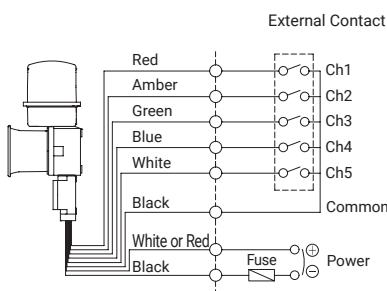 External Contact
Red
Ch1
Amber
Ch2
Green
Ch3
Blue
Ch4
White
Ch5
Black
Common
White or Red
Fuse
Power
Black